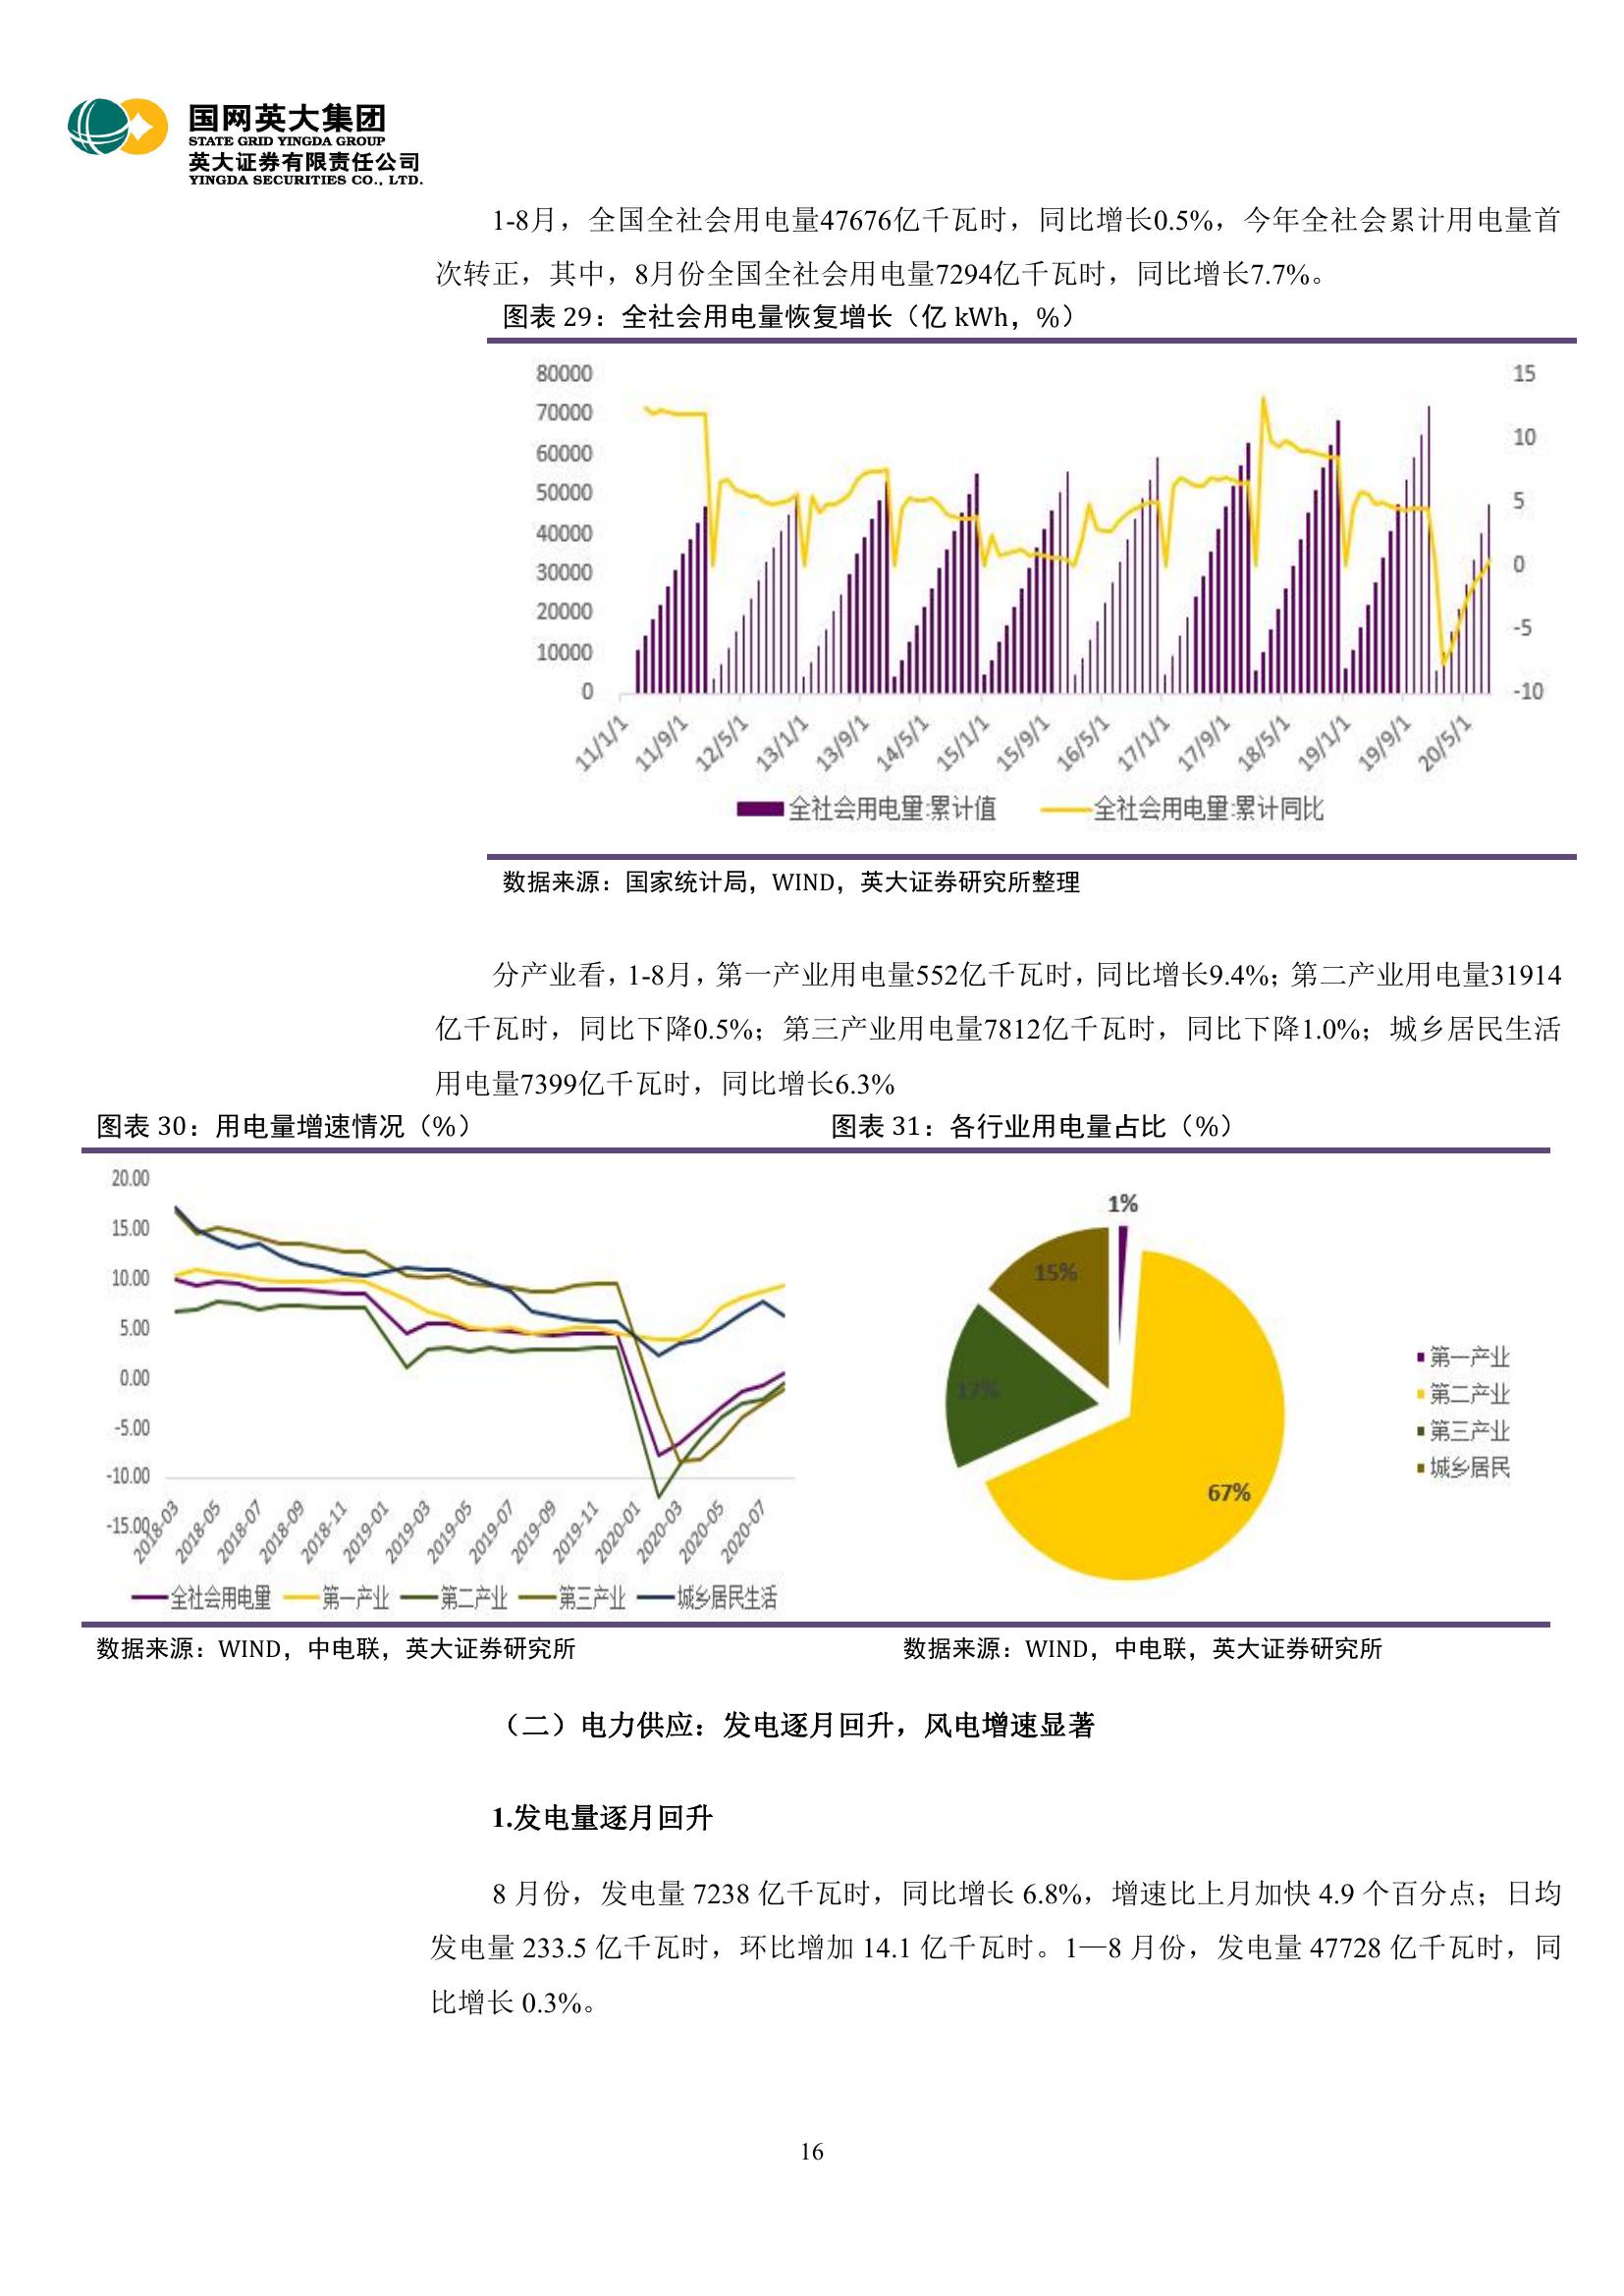 国网英大集团
STATE GRID YINGDA GROUP
英大证券有限责任公司
YINGDA SECURITIES CO., LTD.
1-8月，全国全社会用电量47676亿千瓦时，同比增长0.5%，今年全社会累计用电量首
次转正，其中，8月份全国全社会用电量7294亿千瓦时，同比增长7.7%。
图表 29：全社会用电量恢复增长（亿 kWh，%）
80000
70000
60000
50000
40000
30000
20000
10000
0
15
10
5
0
-5
-10
11/1/1
11/9/1
12/5/1
13/1/1
13/9/1
14/5/1
15/1/1
15/9/1
16/5/1
17/1/1
17/9/1
18/5/1
19/1/1
19/9/1
20/5/1
全社会用电量:累计值
全社会用电量:累计同比
数据来源：国家统计局，WIND，英大证券研究所整理
分产业看，1-8月，第一产业用电量552亿千瓦时，同比增长9.4%；第二产业用电量31914
亿千瓦时，同比下降0.5%；第三产业用电量7812亿千瓦时，同比下降1.0%；城乡居民生活
用电量7399亿千瓦时，同比增长6.3%
图表 30：用电量增速情况（%）
20.00
15.00
10.00
5.00
0.00
-5.00
-10.00
-15.00
2018-03
2018-05
2018-07
2018-09
2018-11
2019-01
2019-03
2019-05
2019-07
2019-09
2019-11
2020-01
2020-03
2020-05
2020-07
全社会用电量
第一产业
第二产业
第三产业
城乡居民生活
图表 31：各行业用电量占比（%）
1%
15%
17%
67%
第一产业
第二产业
第三产业
城乡居民
数据来源：WIND，中电联，英大证券研究所
数据来源：WIND，中电联，英大证券研究所
（二）电力供应：发电逐月回升，风电增速显著
1.发电量逐月回升
8 月份，发电量 7238 亿千瓦时，同比增长 6.8%，增速比上月加快 4.9 个百分点；日均
发电量 233.5 亿千瓦时，环比增加 14.1 亿千瓦时。1—8 月份，发电量 47728 亿千瓦时，同
比增长 0.3%。
16